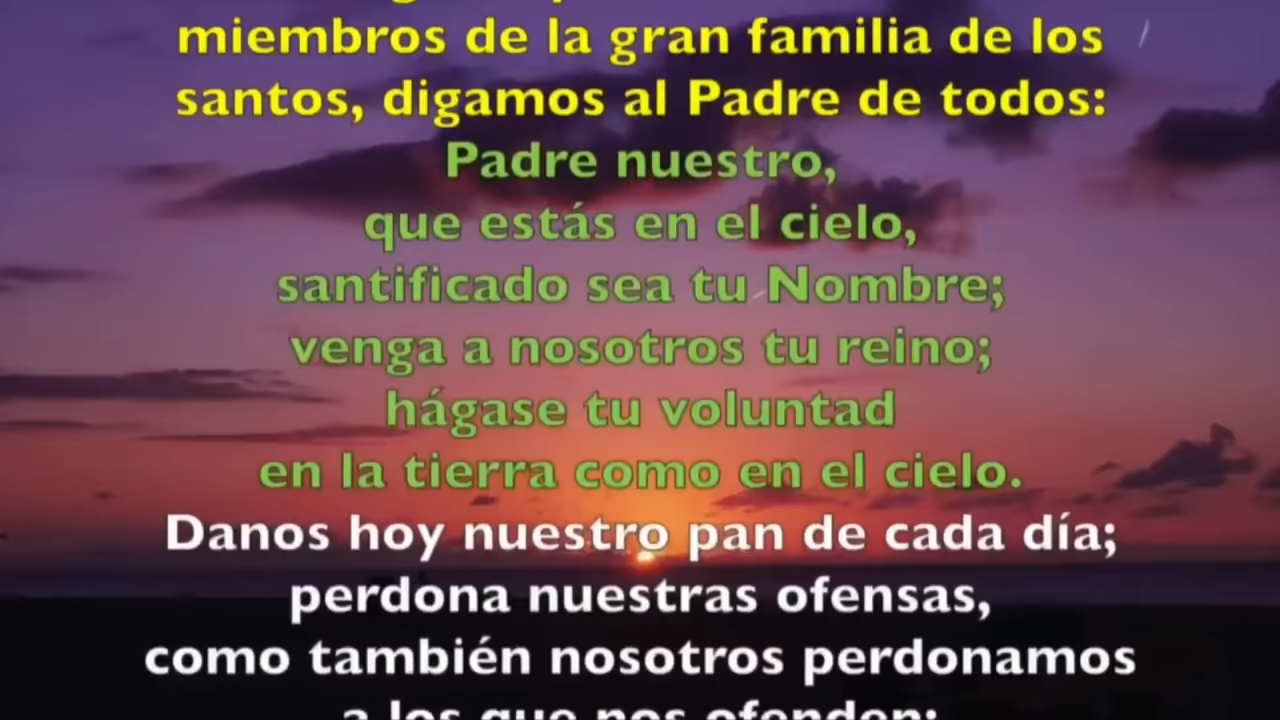 miembros de la gran familia de los
santos, digamos al Padre de todos:
Padre nuestro,
que estás en el cielo,
santificado sea tu Nombre;
venga a nosotros tu reino;
hágase tu voluntad
en la tierra como en el cielo.
Danos hoy nuestro pan de cada día;
perdona nuestras ofensas,
como también nosotros perdonamos
a los que nos ofenden;